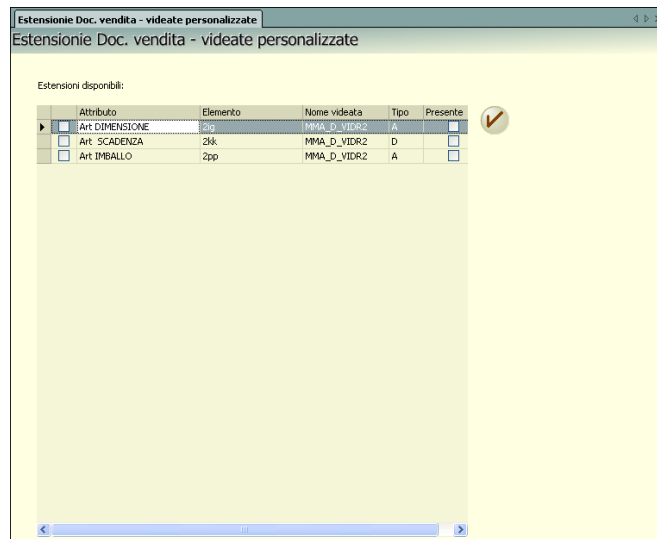 Estensionie Doc. vendita - videate personalizzate
Estensionie Doc. vendita - videate personalizzate
Estensioni disponibili:
Attributo Elemento Nome videata Tipo Presente
Art DIMENSIONE 2ig MMA_D_VIDR2 A
Art SCADENZA 2kk MMA_D_VIDR2 D
Art IMBALLO 2pp MMA_D_VIDR2 A